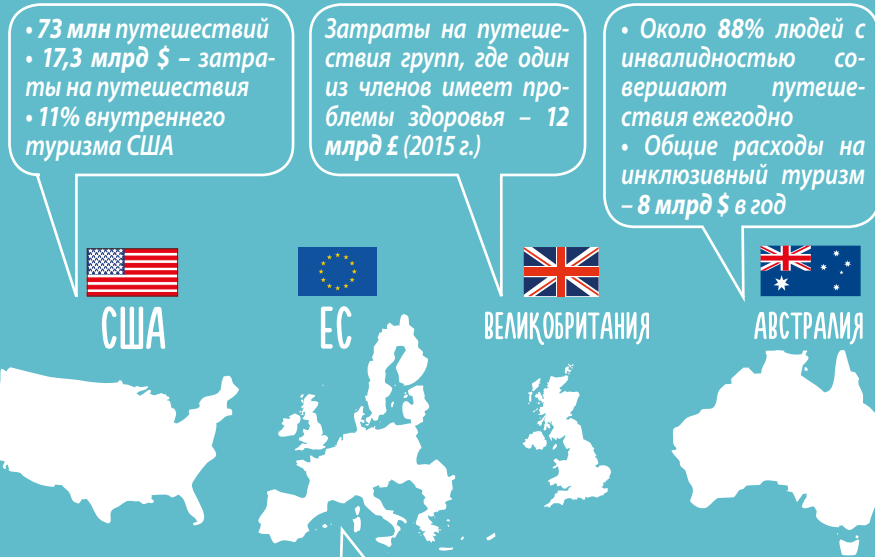 • 73 млн путешествий
• 17,3 млрд $ – затра-
ты на путешествия
• 11% внутреннего
туризма США
Затраты на путеше-
ствия групп, где один
из членов имеет про-
блемы здоровья – 12
млрд £ (2015 г.)
• Около 88% людей с
инвалидностью со-
вершают путеше-
ствия ежегодно
• Общие расходы на
инклюзивный туризм
– 8 млрд $ в год
США
ЕС
ВЕЛИКОБРИТАНИЯ
АВСТРАЛИЯ